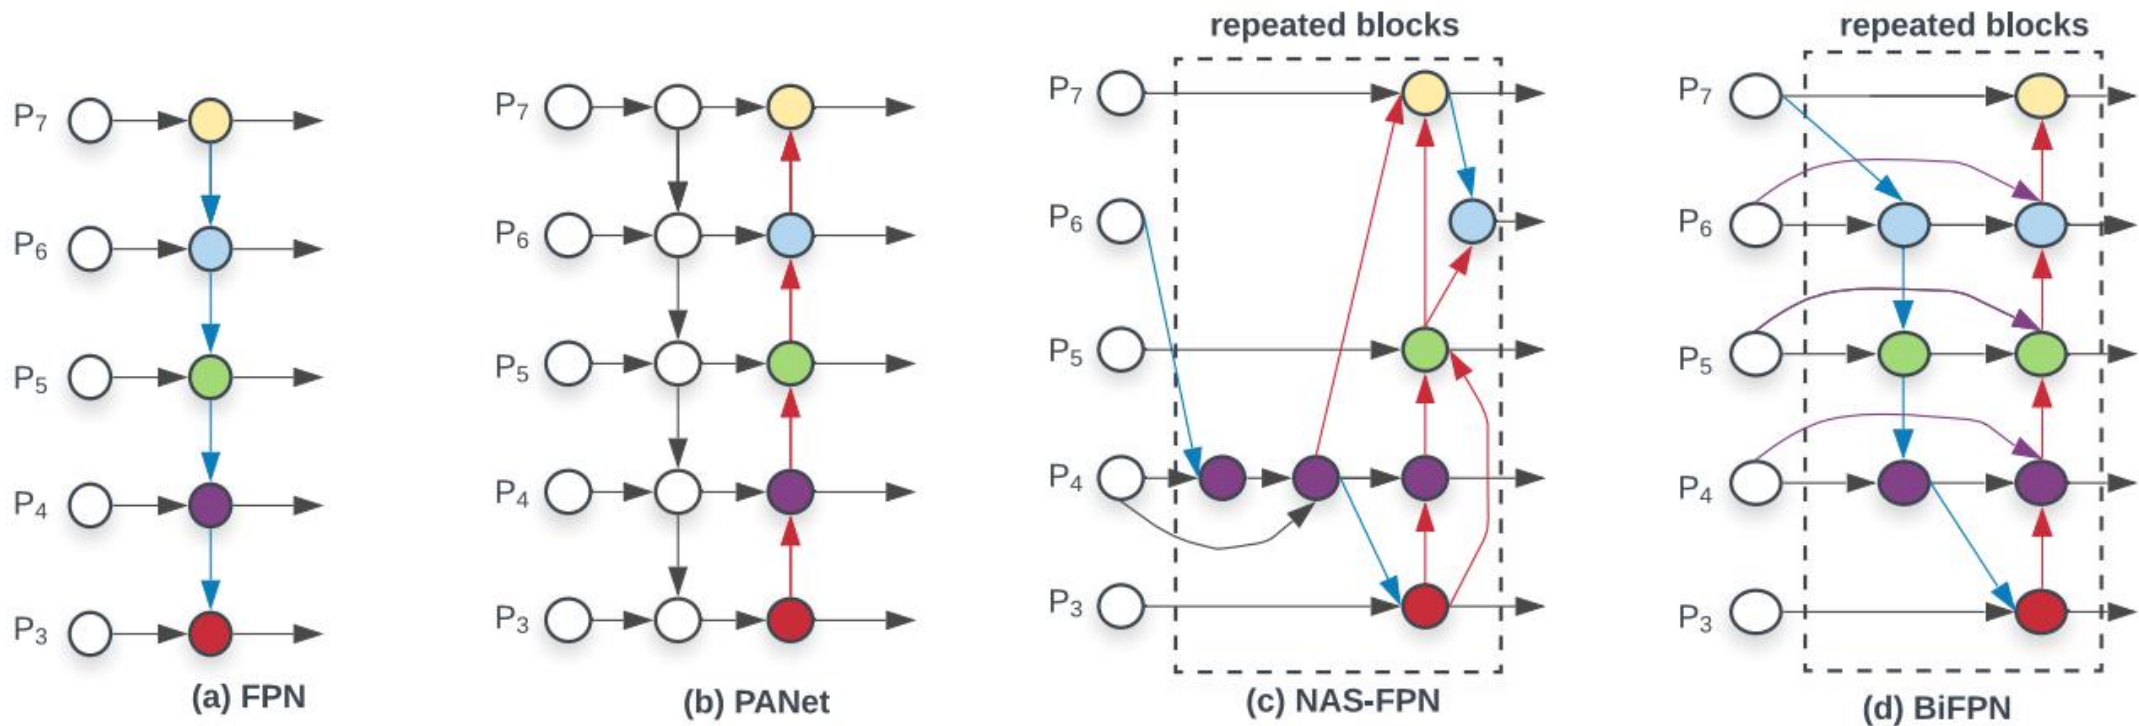 repeated blocks
repeated blocks
P7
P6
P5
P4
P3
(a) FPN
P7
P6
P5
P4
P3
(b) PANet
P7
P6
P5
P4
P3
(c) NAS-FPN
P7
P6
P5
P4
P3
(d) BiFPN